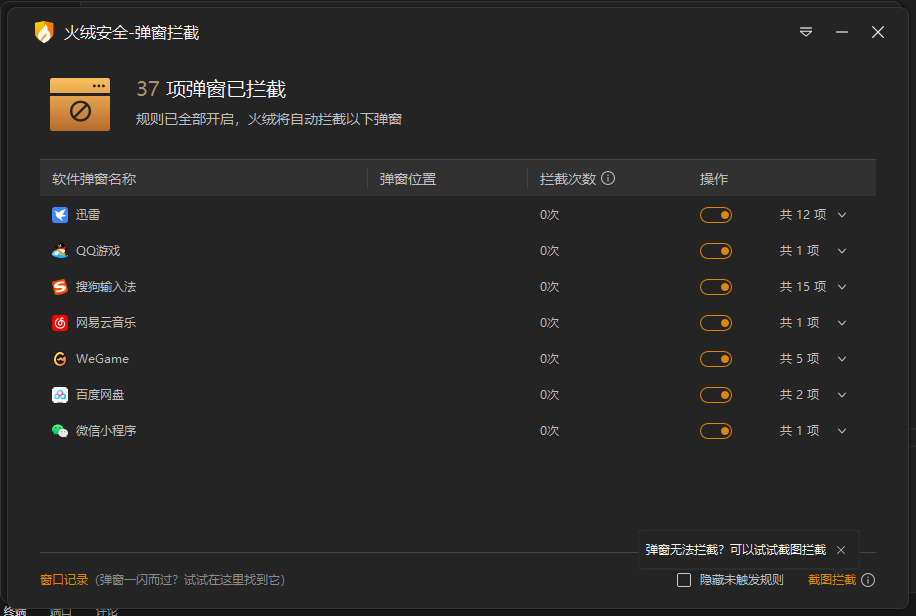 火绒安全-弹窗拦截
37 项弹窗已拦截
规则已全部开启，火绒将自动拦截以下弹窗
软件弹窗名称 弹窗位置 拦截次数 操作
迅雷 0次 共 12 项
QQ游戏 0次 共 1 项
搜狗输入法 0次 共 15 项
网易云音乐 0次 共 1 项
WeGame 0次 共 5 项
百度网盘 0次 共 2 项
微信小程序 0次 共 1 项
弹窗无法拦截？可以试试截图拦截
窗口记录 (弹窗一闪而过？试试在这里找到它) 隐藏未触发规则 截图拦截
终端 端口 评论